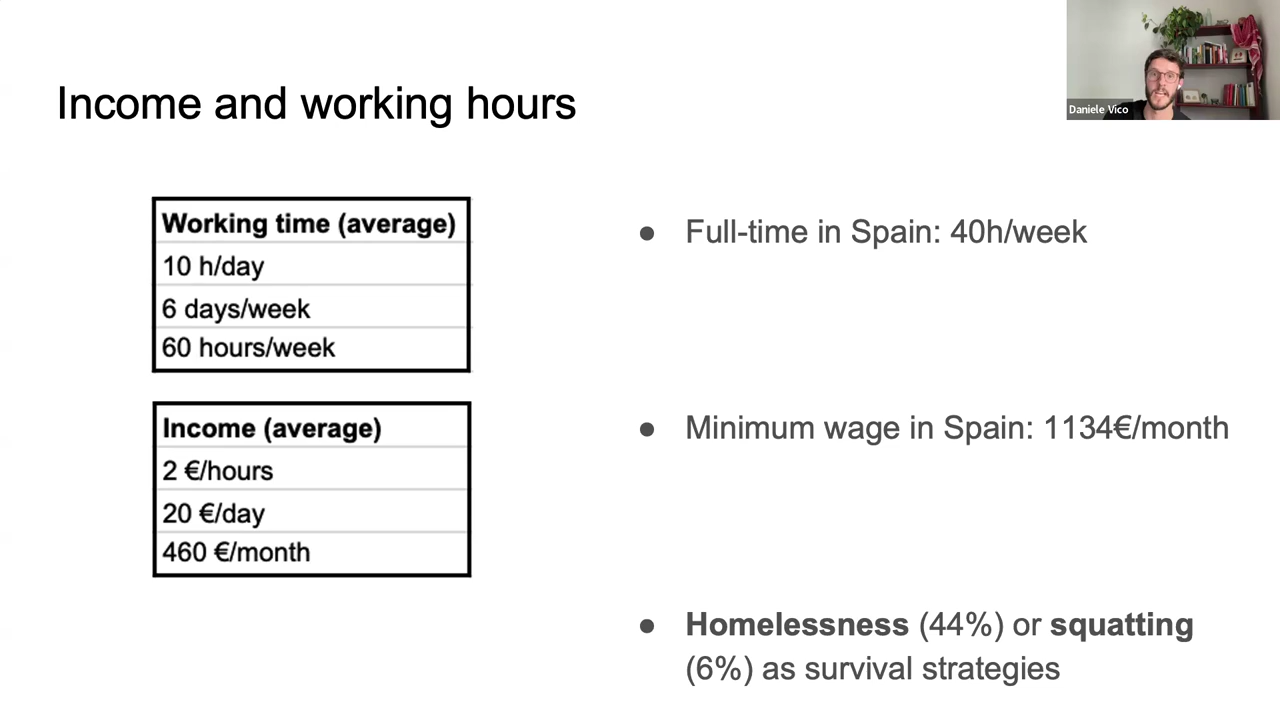 Income and working hours
Daniele Vico
Working time (average)
10 h/day
6 days/week
60 hours/week
Income (average)
2 €/hours
20 €/day
460 €/month
● Full-time in Spain: 40h/week
● Minimum wage in Spain: 1134€/month
● Homelessness (44%) or squatting
(6%) as survival strategies